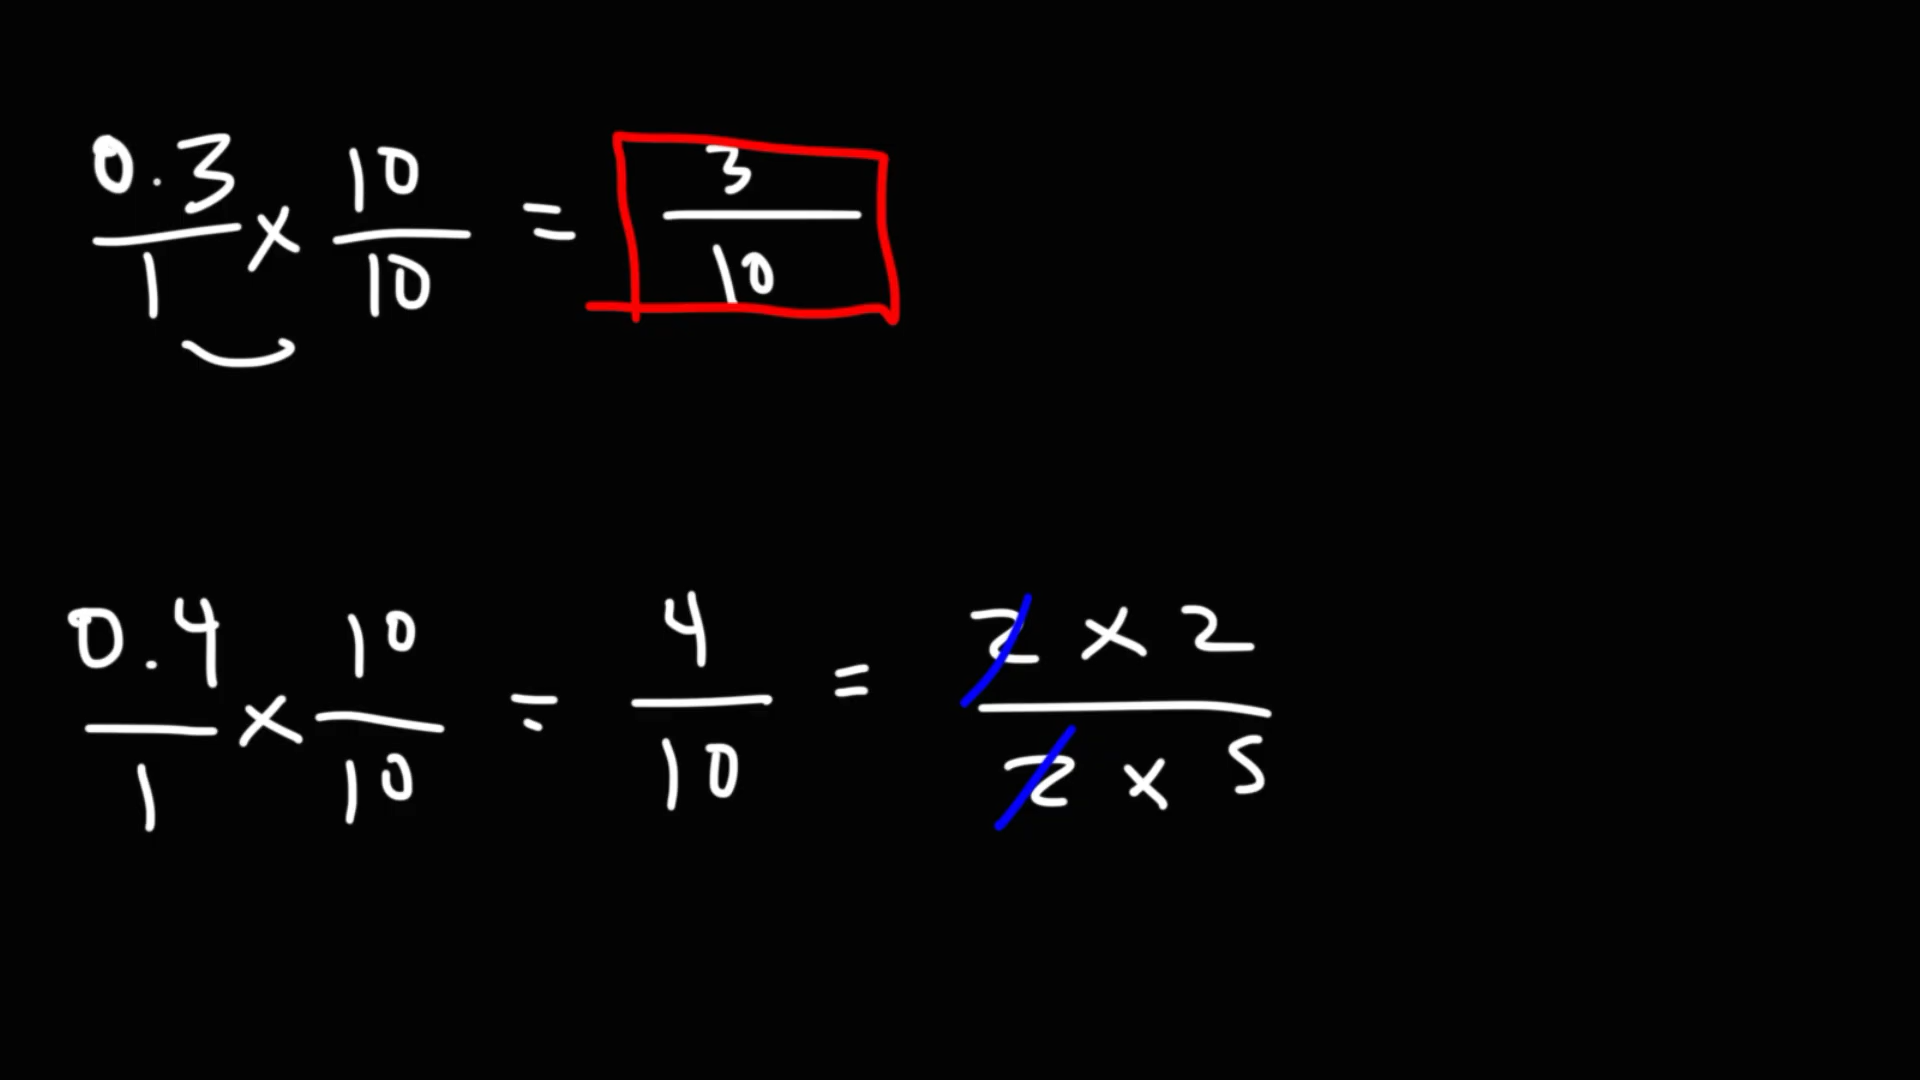 0.3/1 x 10/10 = 3/10
0.4/1 x 10/10 = 4/10 = 2 x 2/2 x 5